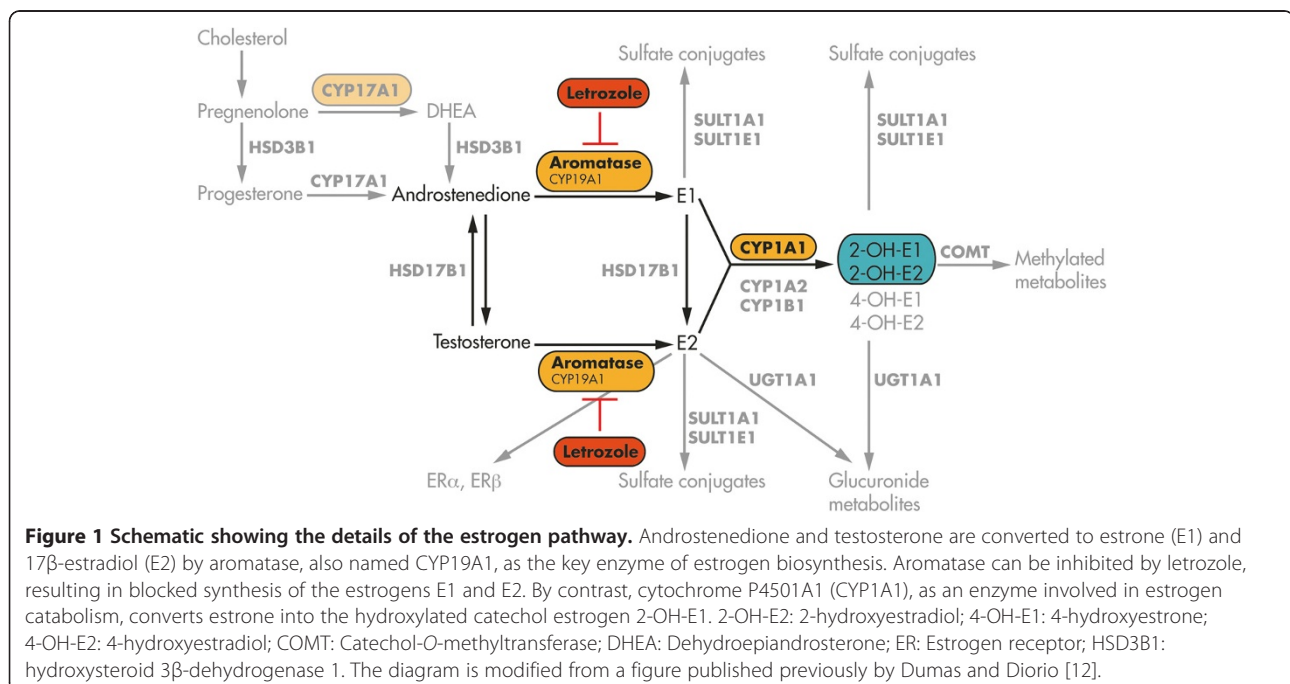 Cholesterol
Sulfate conjugates
Sulfate conjugates
CYP17A1
Letrozole
Pregnenolone
DHEA
SULT1A1
SULT1E1
SULT1A1
SULT1E1
HSD3B1
HSD3B1
Aromatase
CYP19A1
CYP17A1
Progesterone
Androstenedione
E1
CYP1A1
2-OH-E1
2-OH-E2
COMT
Methylated
metabolites
HSD17B1
HSD17B1
CYP1A2
CYP1B1
4-OH-E1
4-OH-E2
Testosterone
E2
Aromatase
CYP19A1
UGT1A1
UGT1A1
SULT1A1
SULT1E1
Letrozole
ERα, ERβ
Sulfate conjugates
Glucuronide
metabolites
Figure 1 Schematic showing the details of the estrogen pathway. Androstenedione and testosterone are converted to estrone (E1) and
17β-estradiol (E2) by aromatase, also named CYP19A1, as the key enzyme of estrogen biosynthesis. Aromatase can be inhibited by letrozole,
resulting in blocked synthesis of the estrogens E1 and E2. By contrast, cytochrome P4501A1 (CYP1A1), as an enzyme involved in estrogen
catabolism, converts estrone into the hydroxylated catechol estrogen 2-OH-E1. 2-OH-E2: 2-hydroxyestradiol; 4-OH-E1: 4-hydroxyestrone;
4-OH-E2: 4-hydroxyestradiol; COMT: Catechol-O-methyltransferase; DHEA: Dehydroepiandrosterone; ER: Estrogen receptor; HSD3B1:
hydroxysteroid 3β-dehydrogenase 1. The diagram is modified from a figure published previously by Dumas and Diorio [12].